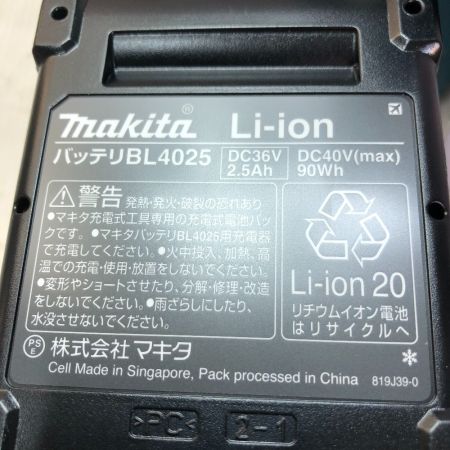 makita® Li-ion
バッテリBL4025 DC36V 2.5Ah DC40V(max) 90Wh
⚠警告 発熱・発火・破裂の恐れあり
●マキタ充電式工具専用の充電式電池パッ
クです。●マキタバッテリBL4025用充電器
で充電してください。●火中投入、加熱、高
温での充電・使用・放置をしないでください。
●変形やショートさせたり、分解・修理・改造
をしないでください。●雨ざらしにしたり、
水没させないでください。
Li-ion 20
リチウムイオン電池
はリサイクルへ
PSE 株式会社 マキタ
Cell Made in Singapore, Pack processed in China 819J39-0
>PC< 2-1